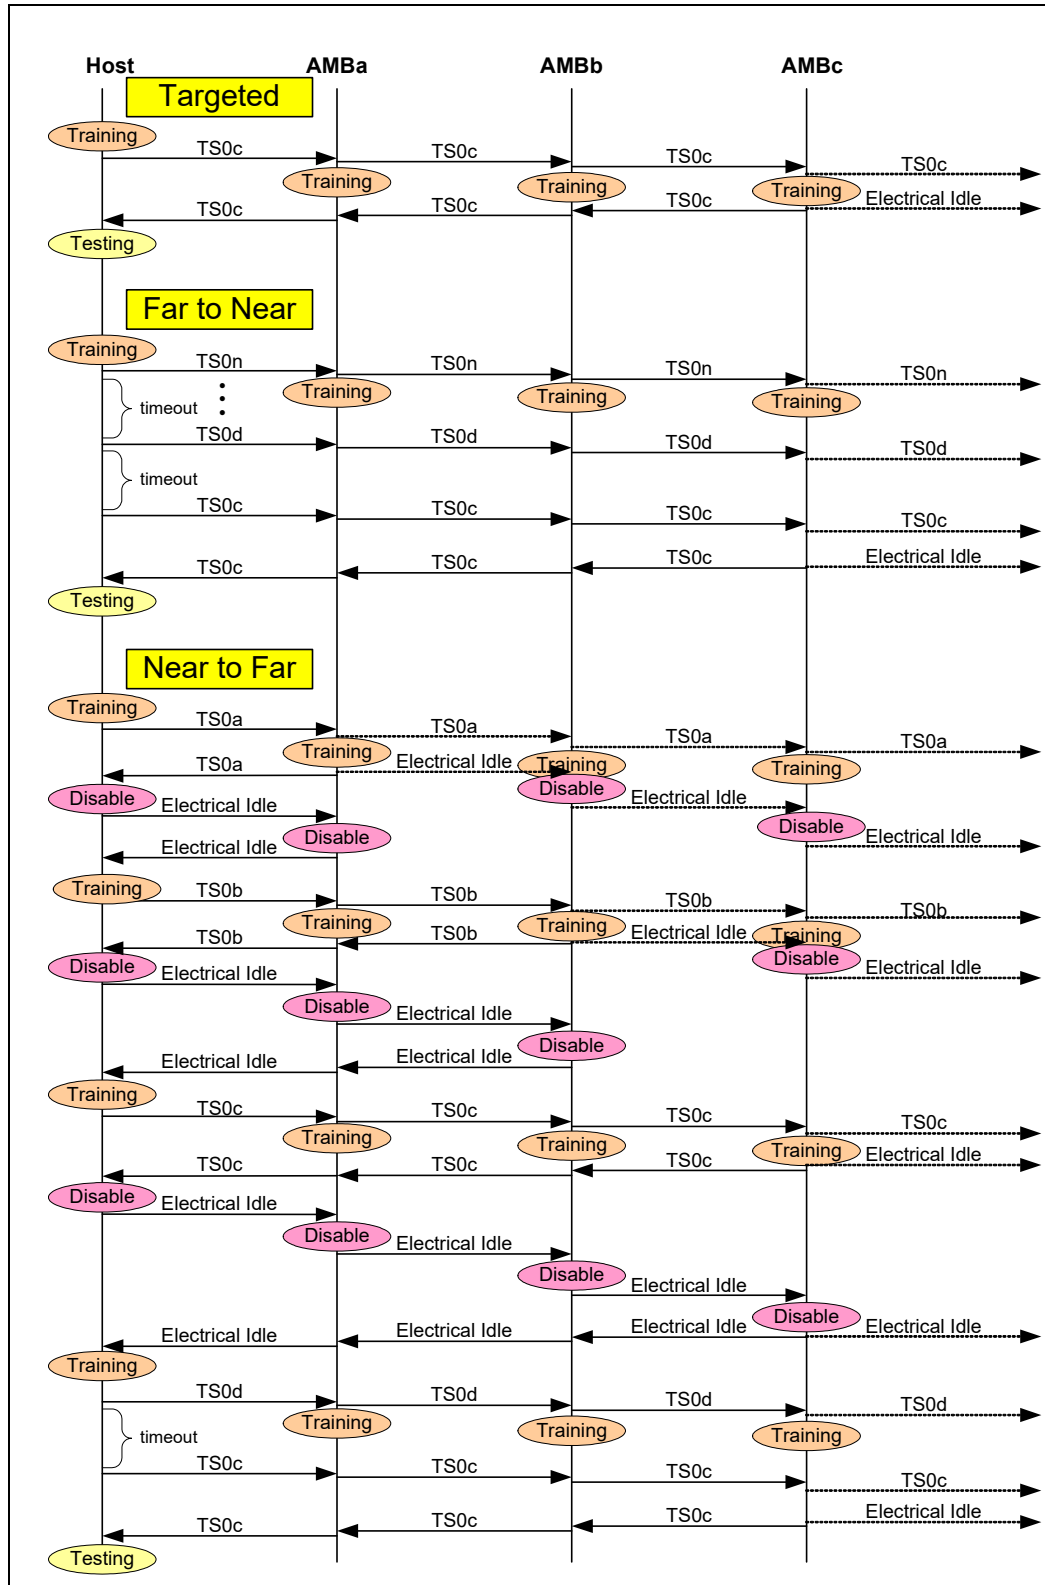 Host AMBa AMBb AMBc
Targeted
Training
TS0c TS0c TS0c TS0c
Training Training Training
TS0c TS0c TS0c Electrical Idle
Testing
Far to Near
Training
TS0n TS0n TS0n TS0n
Training Training Training
timeout
TS0d TS0d TS0d TS0d
timeout
TS0c TS0c TS0c TS0c
TS0c TS0c TS0c Electrical Idle
Testing
Near to Far
Training
TS0a TS0a TS0a TS0a
Training Training Training
TS0a Electrical Idle
Disable Disable
Electrical Idle Electrical Idle
Disable Disable
Electrical Idle Electrical Idle
Training
TS0b TS0b TS0b TS0b
Training Training Training
TS0b TS0b Electrical Idle
Disable Disable
Electrical Idle Electrical Idle
Disable
Electrical Idle
Disable
Electrical Idle Electrical Idle
Training
TS0c TS0c TS0c TS0c
Training Training Training
TS0c TS0c TS0c Electrical Idle
Disable
Electrical Idle
Disable
Electrical Idle
Disable
Electrical Idle
Disable
Electrical Idle Electrical Idle Electrical Idle Electrical Idle
Training
TS0d TS0d TS0d TS0d
Training Training Training
timeout
TS0c TS0c TS0c TS0c
TS0c TS0c TS0c Electrical Idle
Testing